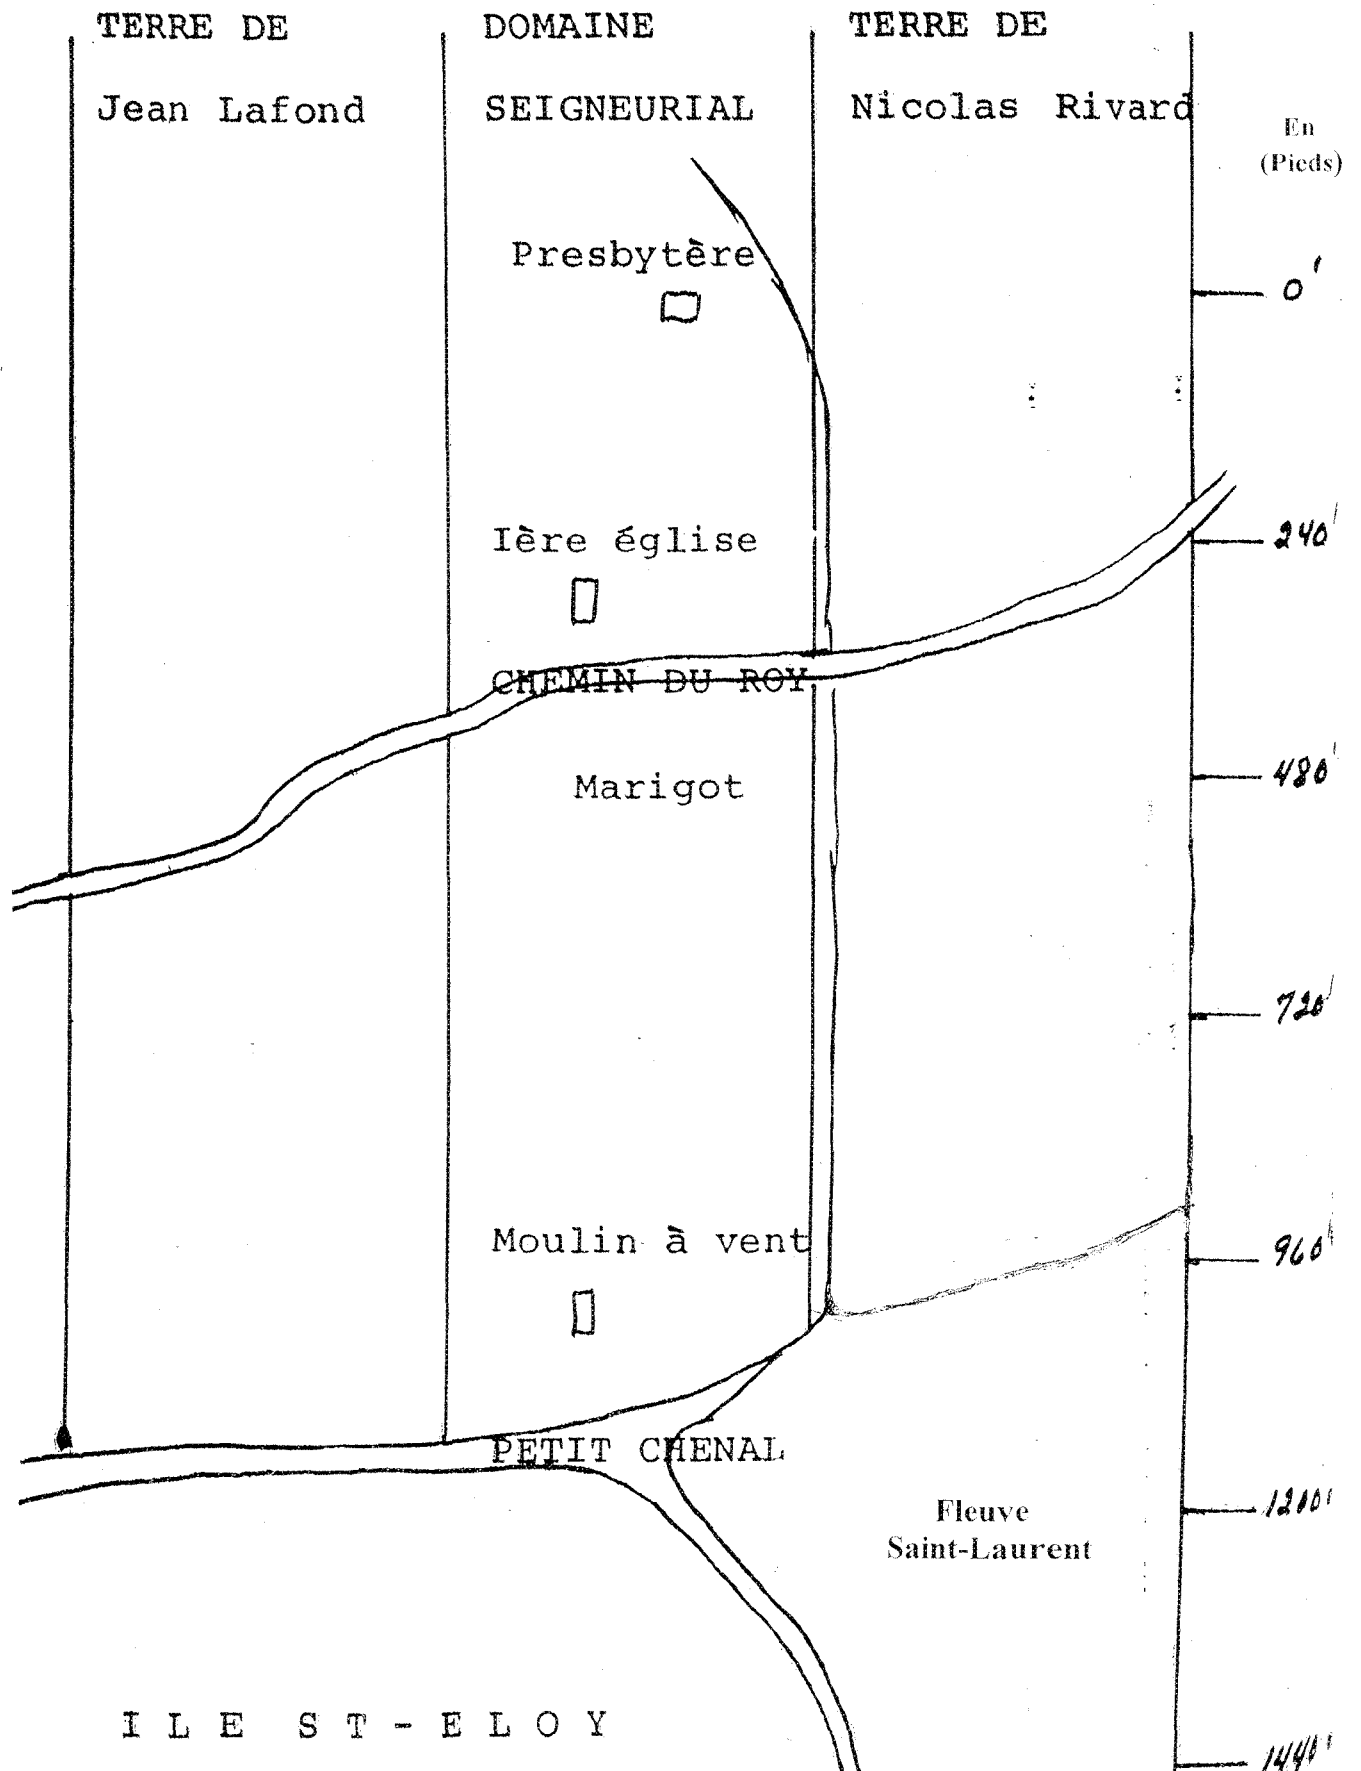 TERRE DE
Jean Lafond
DOMAINE
SEIGNEURIAL
TERRE DE
Nicolas Rivard
En
(Pieds)
Presbytère
0'
Ière église
240'
CHEMIN DU ROY
480'
Marigot
720'
Moulin à vent
960'
PETIT CHENAL
1200'
Fleuve
Saint-Laurent
ILE ST-ELOY
1440'